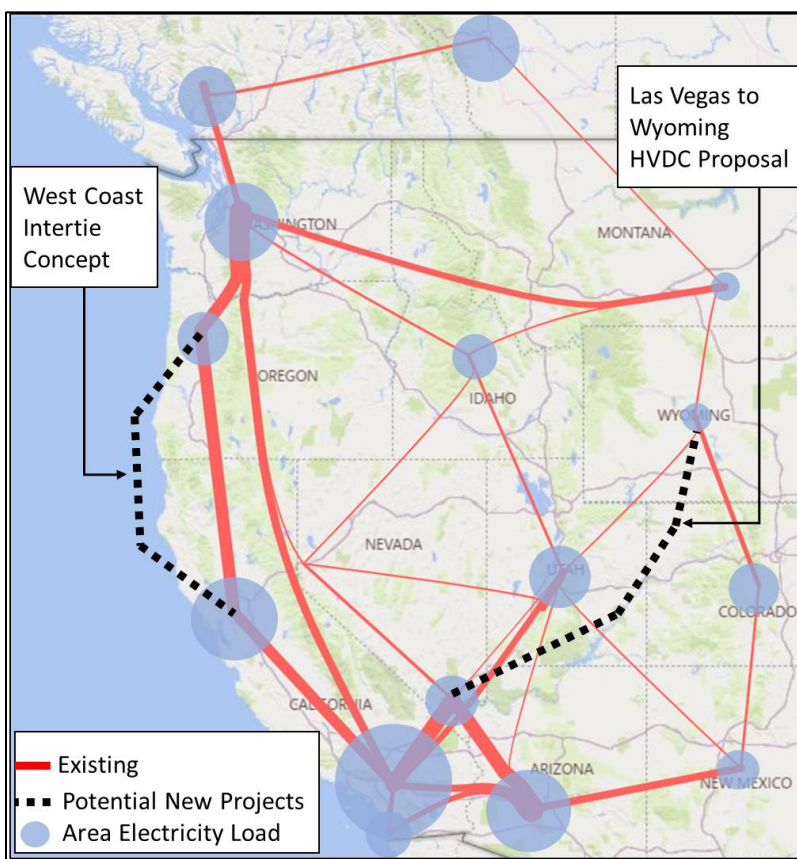 Las Vegas to
Wyoming
HVDC Proposal
West Coast
Intertie
Concept
WASHINGTON
MONTANA
OREGON
IDAHO
WYOMING
NEVADA
UTAH
COLORADO
CALIFORNIA
ARIZONA
NEW MEXICO
Existing
Potential New Projects
Area Electricity Load